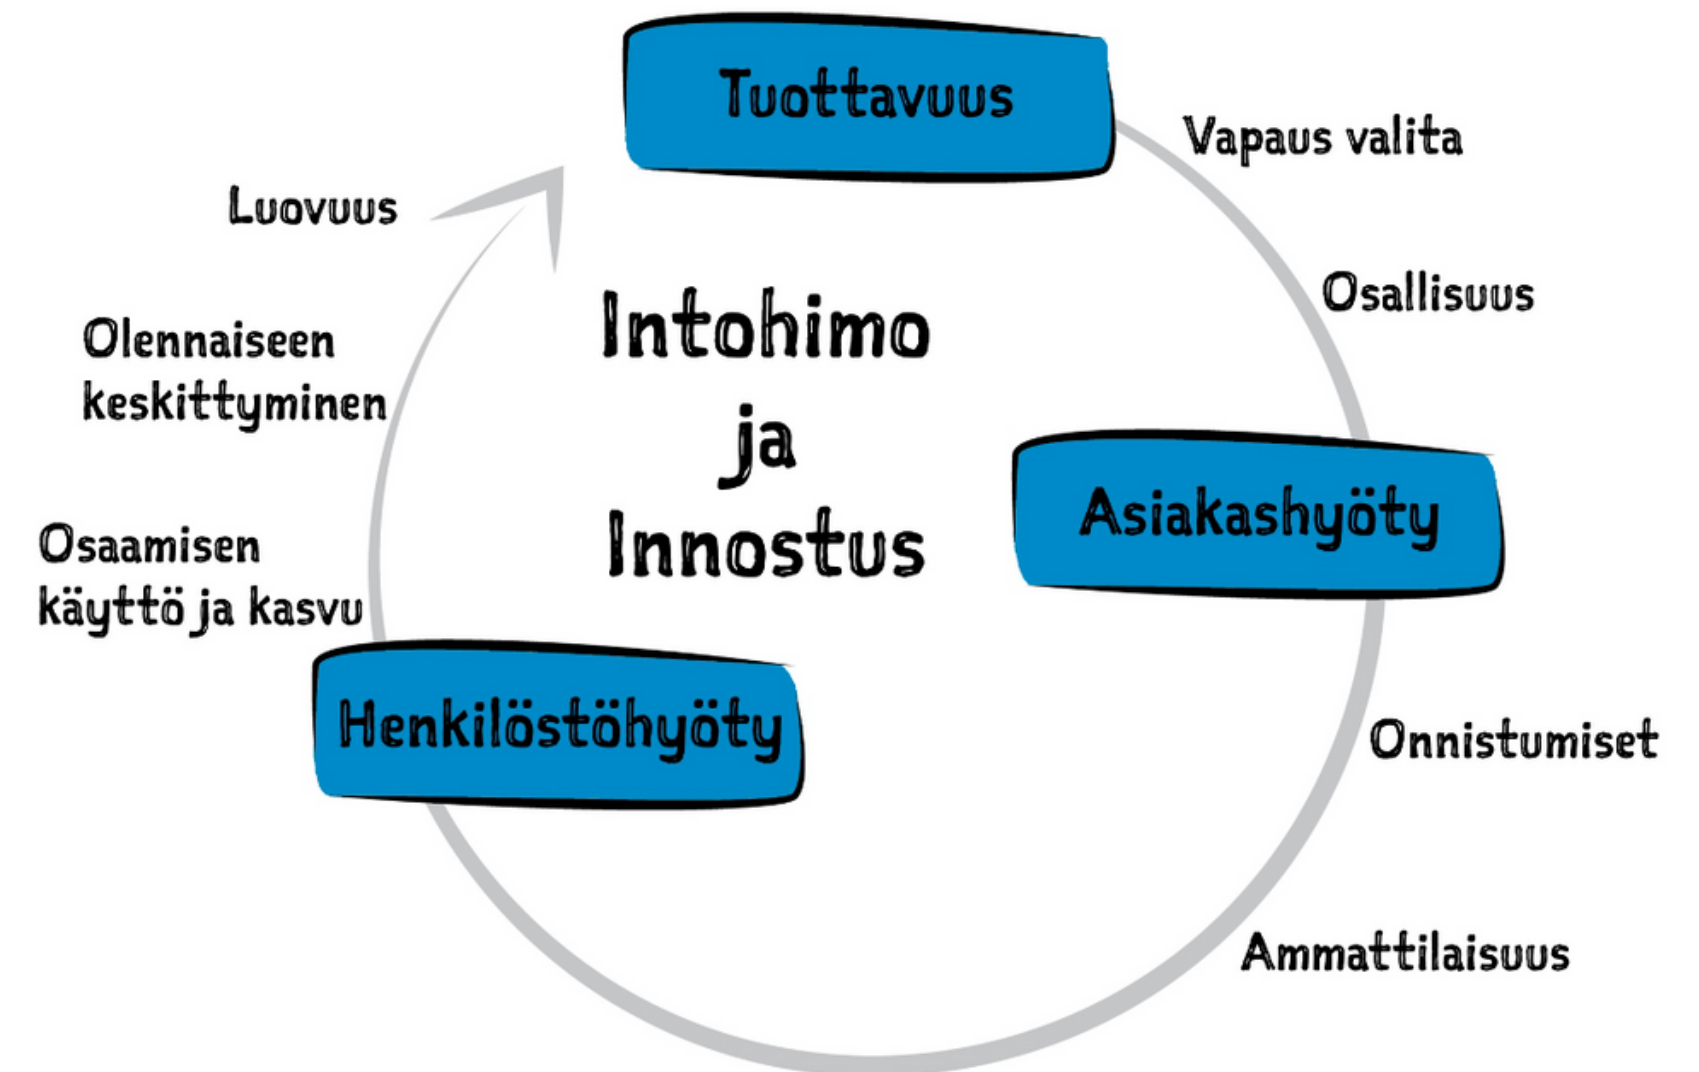 Tuottavuus
Vapaus valita
Luovuus
Osallisuus
Intohimo
ja
Innostus
Olennaiseen
keskittyminen
Asiakashyöty
Osaamisen
käyttö ja kasvu
Henkilöstöhyöty
Onnistumiset
Ammattilaisuus